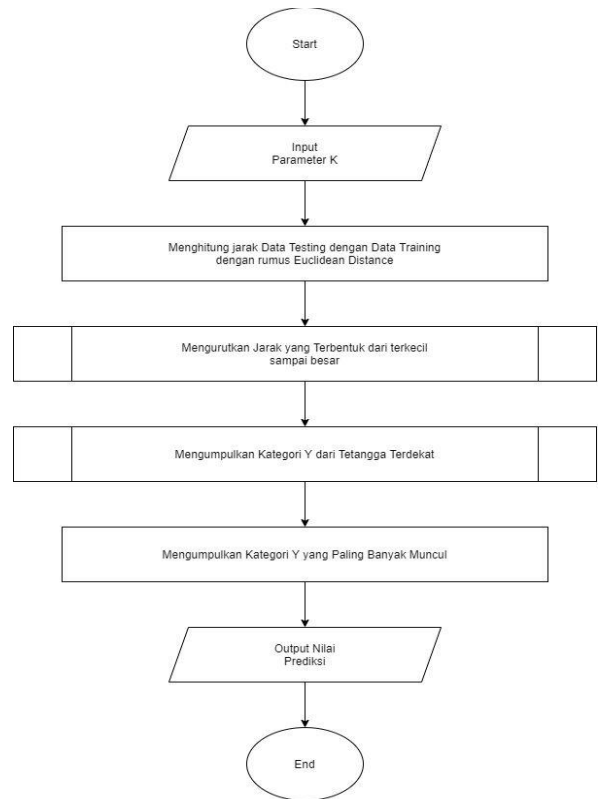 Start
Input
Parameter K
Menghitung jarak Data Testing dengan Data Training
dengan rumus Euclidean Distance
Mengurutkan Jarak yang Terbentuk dari terkecil
sampai besar
Mengumpulkan Kategori Y dari Tetangga Terdekat
Mengumpulkan Kategori Y yang Paling Banyak Muncul
Output Nilai
Prediksi
End